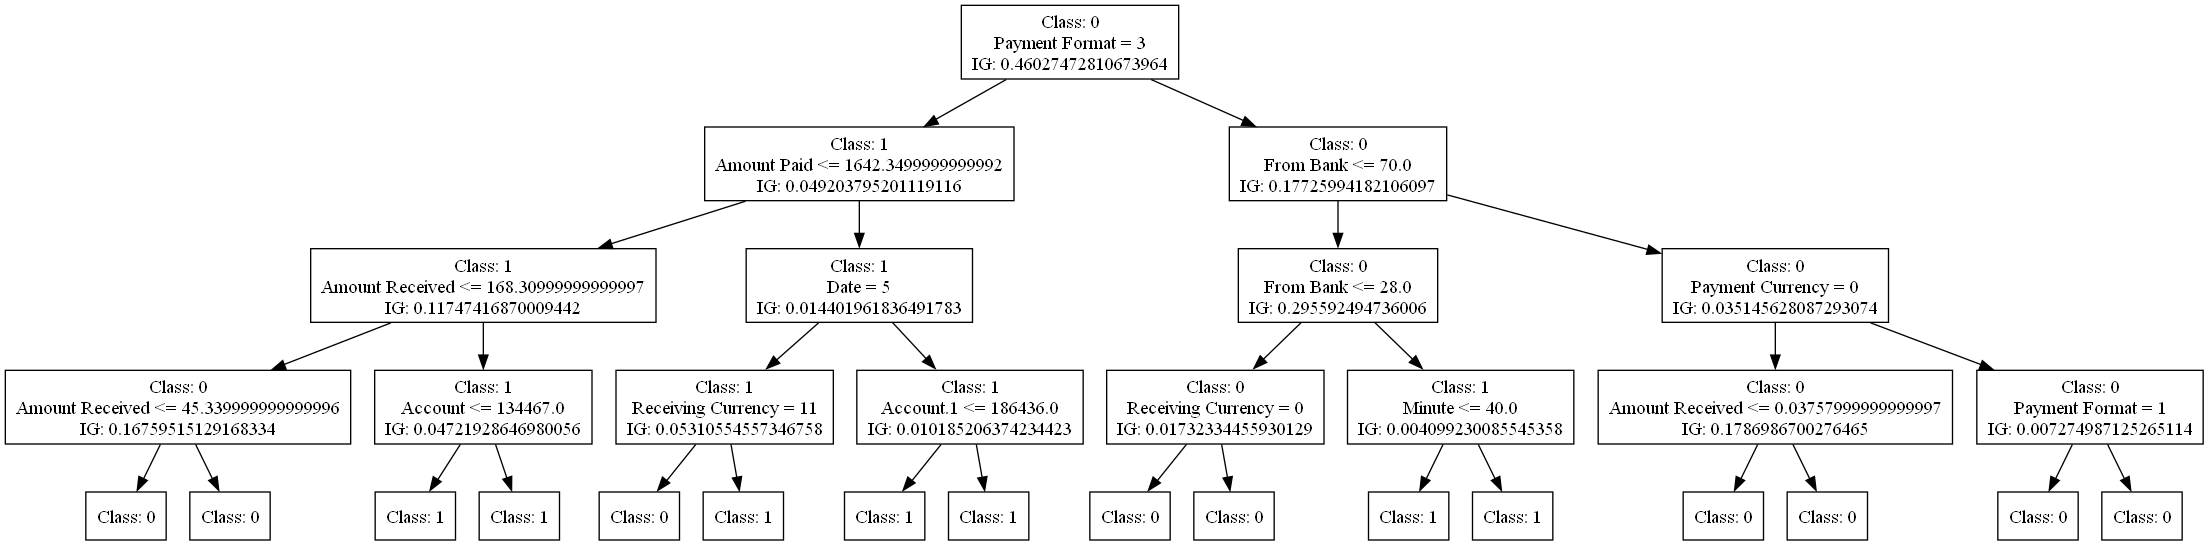 Class: 0
Payment Format = 3
IG: 0.46027472810673964
Class: 1
Amount Paid <= 1642.3499999999992
IG: 0.049203795201119116
Class: 0
From Bank <= 70.0
IG: 0.17725994182106097
Class: 1
Amount Received <= 168.30999999999997
IG: 0.11747416870009442
Class: 1
Date = 5
IG: 0.014401961836491783
Class: 0
From Bank <= 28.0
IG: 0.295592494736006
Class: 0
Payment Currency = 0
IG: 0.035145628087293074
Class: 0
Amount Received <= 45.339999999999996
IG: 0.16759515129168334
Class: 1
Account <= 134467.0
IG: 0.04721928646980056
Class: 1
Receiving Currency = 11
IG: 0.05310554557346758
Class: 1
Account.1 <= 186436.0
IG: 0.010185206374234423
Class: 0
Receiving Currency = 0
IG: 0.01732334455930129
Class: 1
Minute <= 40.0
IG: 0.004099230085545358
Class: 0
Amount Received <= 0.03757999999999997
IG: 0.1786986700276465
Class: 0
Payment Format = 1
IG: 0.007274987125265114
Class: 0
Class: 0
Class: 1
Class: 1
Class: 0
Class: 1
Class: 1
Class: 1
Class: 0
Class: 0
Class: 1
Class: 1
Class: 0
Class: 0
Class: 0
Class: 0